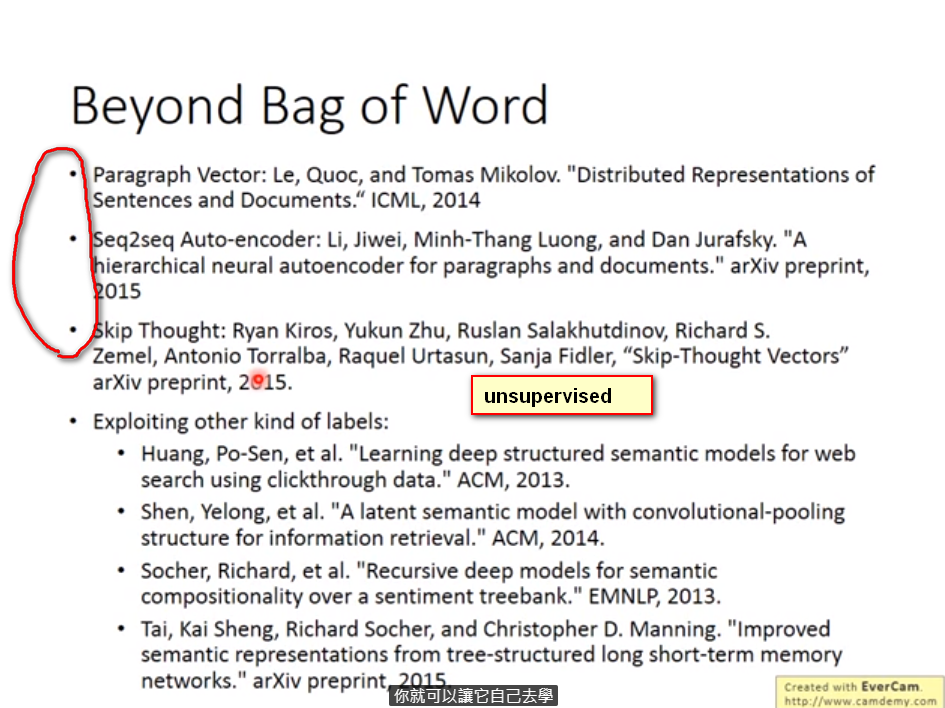 Beyond Bag of Word
• Paragraph Vector: Le, Quoc, and Tomas Mikolov. "Distributed Representations of
Sentences and Documents.“ ICML, 2014
• Seq2seq Auto-encoder: Li, Jiwei, Minh-Thang Luong, and Dan Jurafsky. "A
hierarchical neural autoencoder for paragraphs and documents." arXiv preprint,
2015
• Skip Thought: Ryan Kiros, Yukun Zhu, Ruslan Salakhutdinov, Richard S.
Zemel, Antonio Torralba, Raquel Urtasun, Sanja Fidler, “Skip-Thought Vectors”
arXiv preprint, 2015.
unsupervised
• Exploiting other kind of labels:
• Huang, Po-Sen, et al. "Learning deep structured semantic models for web
search using clickthrough data." ACM, 2013.
• Shen, Yelong, et al. "A latent semantic model with convolutional-pooling
structure for information retrieval." ACM, 2014.
• Socher, Richard, et al. "Recursive deep models for semantic
compositionality over a sentiment treebank." EMNLP, 2013.
• Tai, Kai Sheng, Richard Socher, and Christopher D. Manning. "Improved
semantic representations from tree-structured long short-term memory
networks." arXiv preprint, 2015.
你就可以讓它自己去學
Created with EverCam.
http://www.camdemy.com